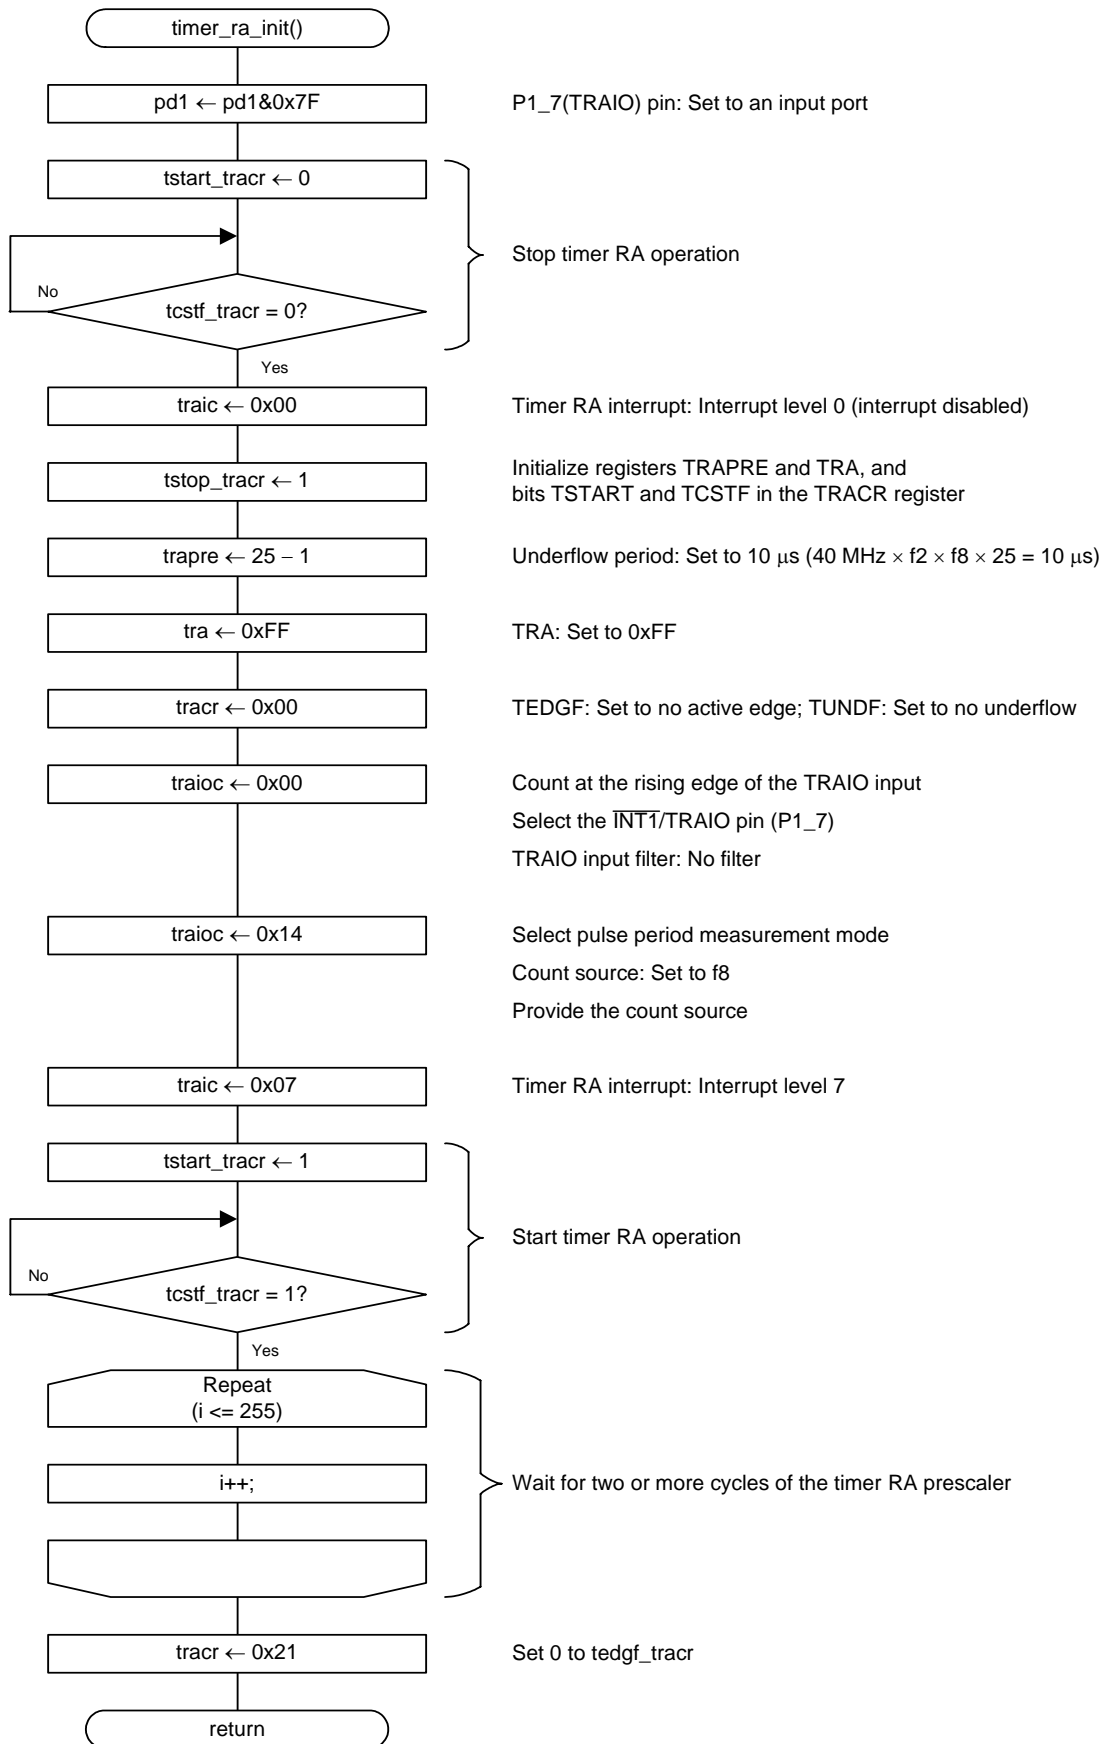 timer_ra_init()
pd1 ← pd1&0x7F
P1_7(TRAIO) pin: Set to an input port
tstart_tracr ← 0
Stop timer RA operation
No
tcstf_tracr = 0?
Yes
traic ← 0x00
Timer RA interrupt: Interrupt level 0 (interrupt disabled)
tstop_tracr ← 1
Initialize registers TRAPRE and TRA, and
bits TSTART and TCSTF in the TRACR register
trapre ← 25 − 1
Underflow period: Set to 10 μs (40 MHz × f2 × f8 × 25 = 10 μs)
tra ← 0xFF
TRA: Set to 0xFF
tracr ← 0x00
TEDGF: Set to no active edge; TUNDF: Set to no underflow
traioc ← 0x00
Count at the rising edge of the TRAIO input
Select the I̅N̅T̅1̅/TRAIO pin (P1_7)
TRAIO input filter: No filter
traioc ← 0x14
Select pulse period measurement mode
Count source: Set to f8
Provide the count source
traic ← 0x07
Timer RA interrupt: Interrupt level 7
tstart_tracr ← 1
Start timer RA operation
No
tcstf_tracr = 1?
Yes
Repeat
(i <= 255)
i++;
Wait for two or more cycles of the timer RA prescaler
tracr ← 0x21
Set 0 to tedgf_tracr
return